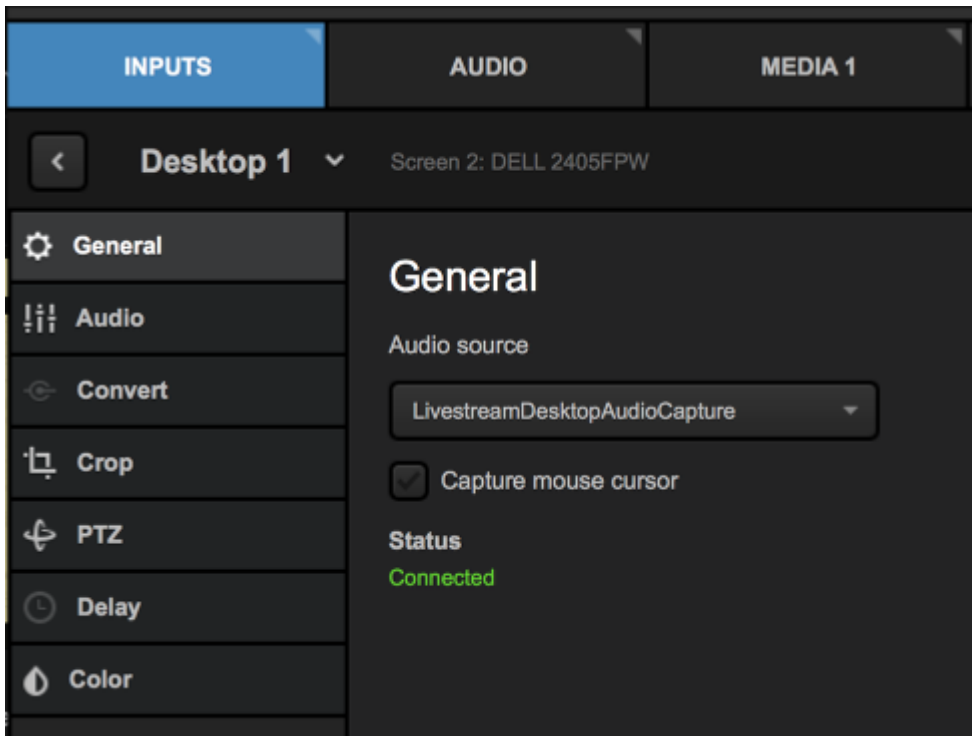 INPUTS AUDIO MEDIA 1
Desktop 1 Screen 2: DELL 2405FPW
General
Audio
Convert
Crop
PTZ
Delay
Color
General
Audio source
LivestreamDesktopAudioCapture
Capture mouse cursor
Status
Connected